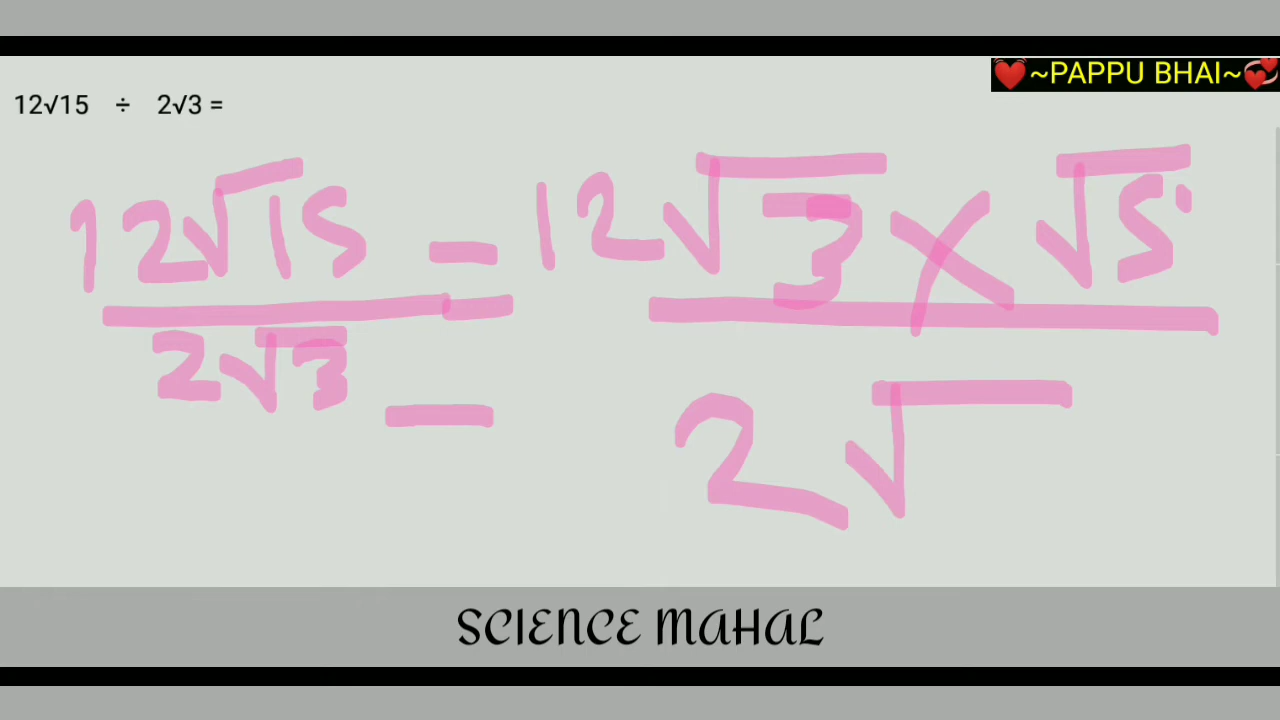 ~PAPPU BHAI~
12√15 ÷ 2√3 =
12√15 = 12√3 × √5
2√3 2√
SCIENCE MAHAL